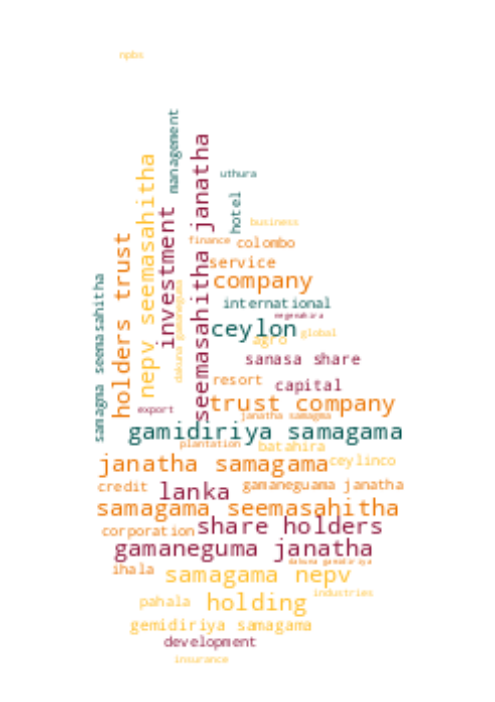 npbs
management
seemasahitha janatha
nepv seemasahitha
uthura
hotel
investment
business
holders trust
finance
colombo
service
samagma seemasahitha
company
dakuna gamaneguma
international
ceylon
global
agro
sanasa share
resort
capital
trust company
export
janatha samagma
gamidiriya samagama
plantation
batahira
janatha samagama
ceylinco
credit
lanka
gamaneguama janatha
samagama seemasahitha
corporation
share holders
gamaneguma janatha
ihala
samagama nepv
industries
pahala
holding
gemidiriya samagama
development
insurance